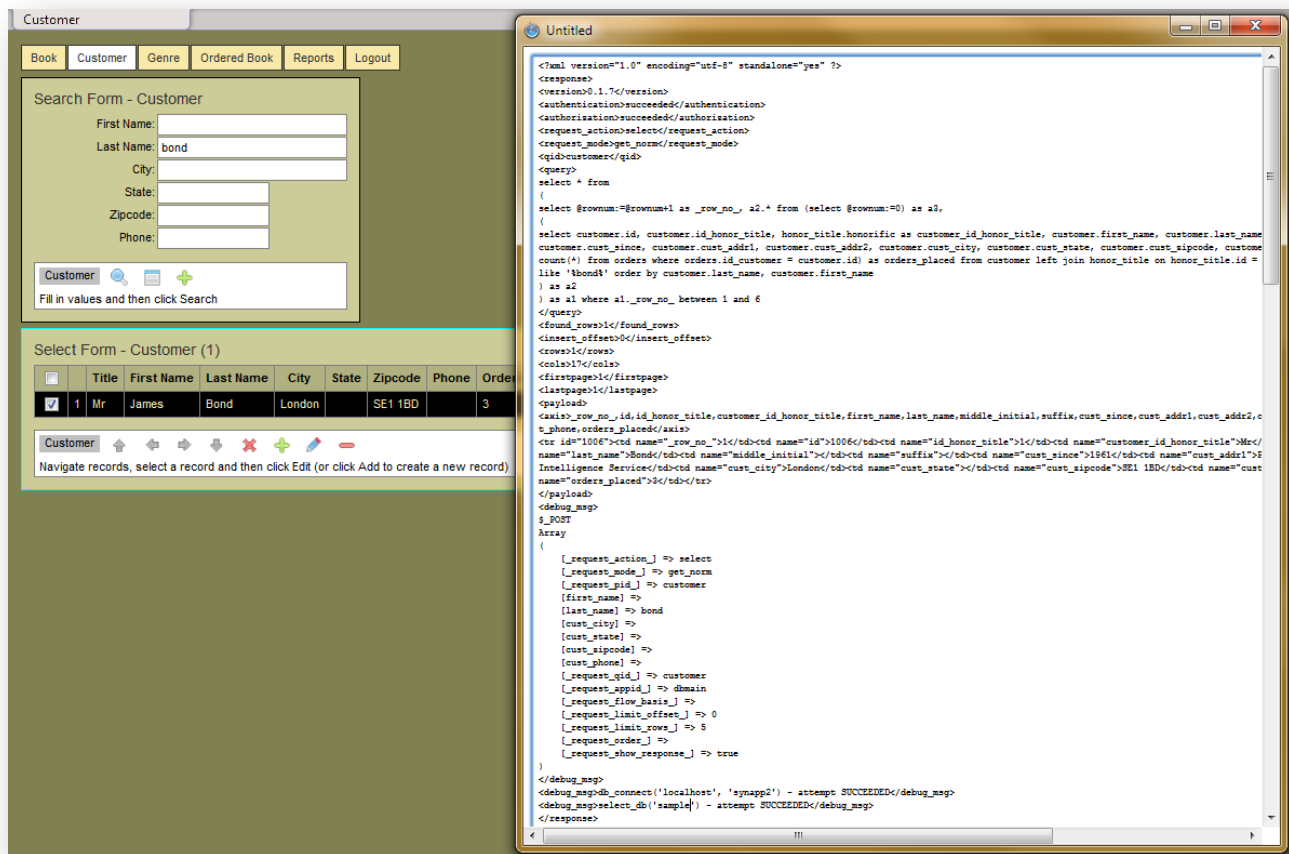 Customer
Book Customer Genre Ordered Book Reports Logout
Search Form - Customer
First Name:
Last Name: bond
City:
State:
Zipcode:
Phone:
Customer
Fill in values and then click Search
Select Form - Customer (1)
Title First Name Last Name City State Zipcode Phone Order
1 Mr James Bond London SE1 1BD 3
Customer
Navigate records, select a record and then click Edit (or click Add to create a new record)
Untitled
<?xml version="1.0" encoding="utf-8" standalone="yes" ?>
<response>
<version>0.1.7</version>
<authentication>succeeded</authentication>
<authorization>succeeded</authorization>
<request_action>select</request_action>
<request_mode>get_norm</request_mode>
<qid>customer</qid>
<query>
select * from
(
select @rownum:=@rownum+1 as _row_no_, a2.* from (select @rownum:=0) as a3,
(
select customer.id, customer.id_honor_title, honor_title.honorific as customer_id_honor_title, customer.first_name, customer.last_name
customer.cust_since, customer.cust_addr1, customer.cust_addr2, customer.cust_city, customer.cust_state, customer.cust_zipcode, custome
count(*) from orders where orders.id_customer = customer.id) as orders_placed from customer left join honor_title on honor_title.id =
like '%bond%' order by customer.last_name, customer.first_name
) as a2
) as a1 where a1._row_no_ between 1 and 6
</query>
<found_rows>1</found_rows>
<insert_offset>0</insert_offset>
<rows>1</rows>
<cols>17</cols>
<firstpage>1</firstpage>
<lastpage>1</lastpage>
<payload>
<axis>_row_no_,id,id_honor_title,customer_id_honor_title,first_name,last_name,middle_initial,suffix,cust_since,cust_addr1,cust_addr2,c
t_phone,orders_placed</axis>
<tr id="1006"><td name="_row_no_">1</td><td name="id">1006</td><td name="id_honor_title">1</td><td name="customer_id_honor_title">Mr</
name="last_name">Bond</td><td name="middle_initial"></td><td name="suffix"></td><td name="cust_since">1961</td><td name="cust_addr1">
Intelligence Service</td><td name="cust_city">London</td><td name="cust_state"></td><td name="cust_zipcode">SE1 1BD</td><td name="cust
name="orders_placed">3</td></tr>
</payload>
<debug_msg>
$_POST
Array
(
[_request_action_] => select
[_request_mode_] => get_norm
[_request_pid_] => customer
[first_name] =>
[last_name] => bond
[cust_city] =>
[cust_state] =>
[cust_zipcode] =>
[cust_phone] =>
[_request_qid_] => customer
[_request_appid_] => dbmain
[_request_flow_basis_] =>
[_request_limit_offset_] => 0
[_request_limit_rows_] => 5
[_request_order_] =>
[_request_show_response_] => true
)
</debug_msg>
<debug_msg>db_connect('localhost', 'synapp2') - attempt SUCCEEDED</debug_msg>
<debug_msg>select_db('sample') - attempt SUCCEEDED</debug_msg>
</response>